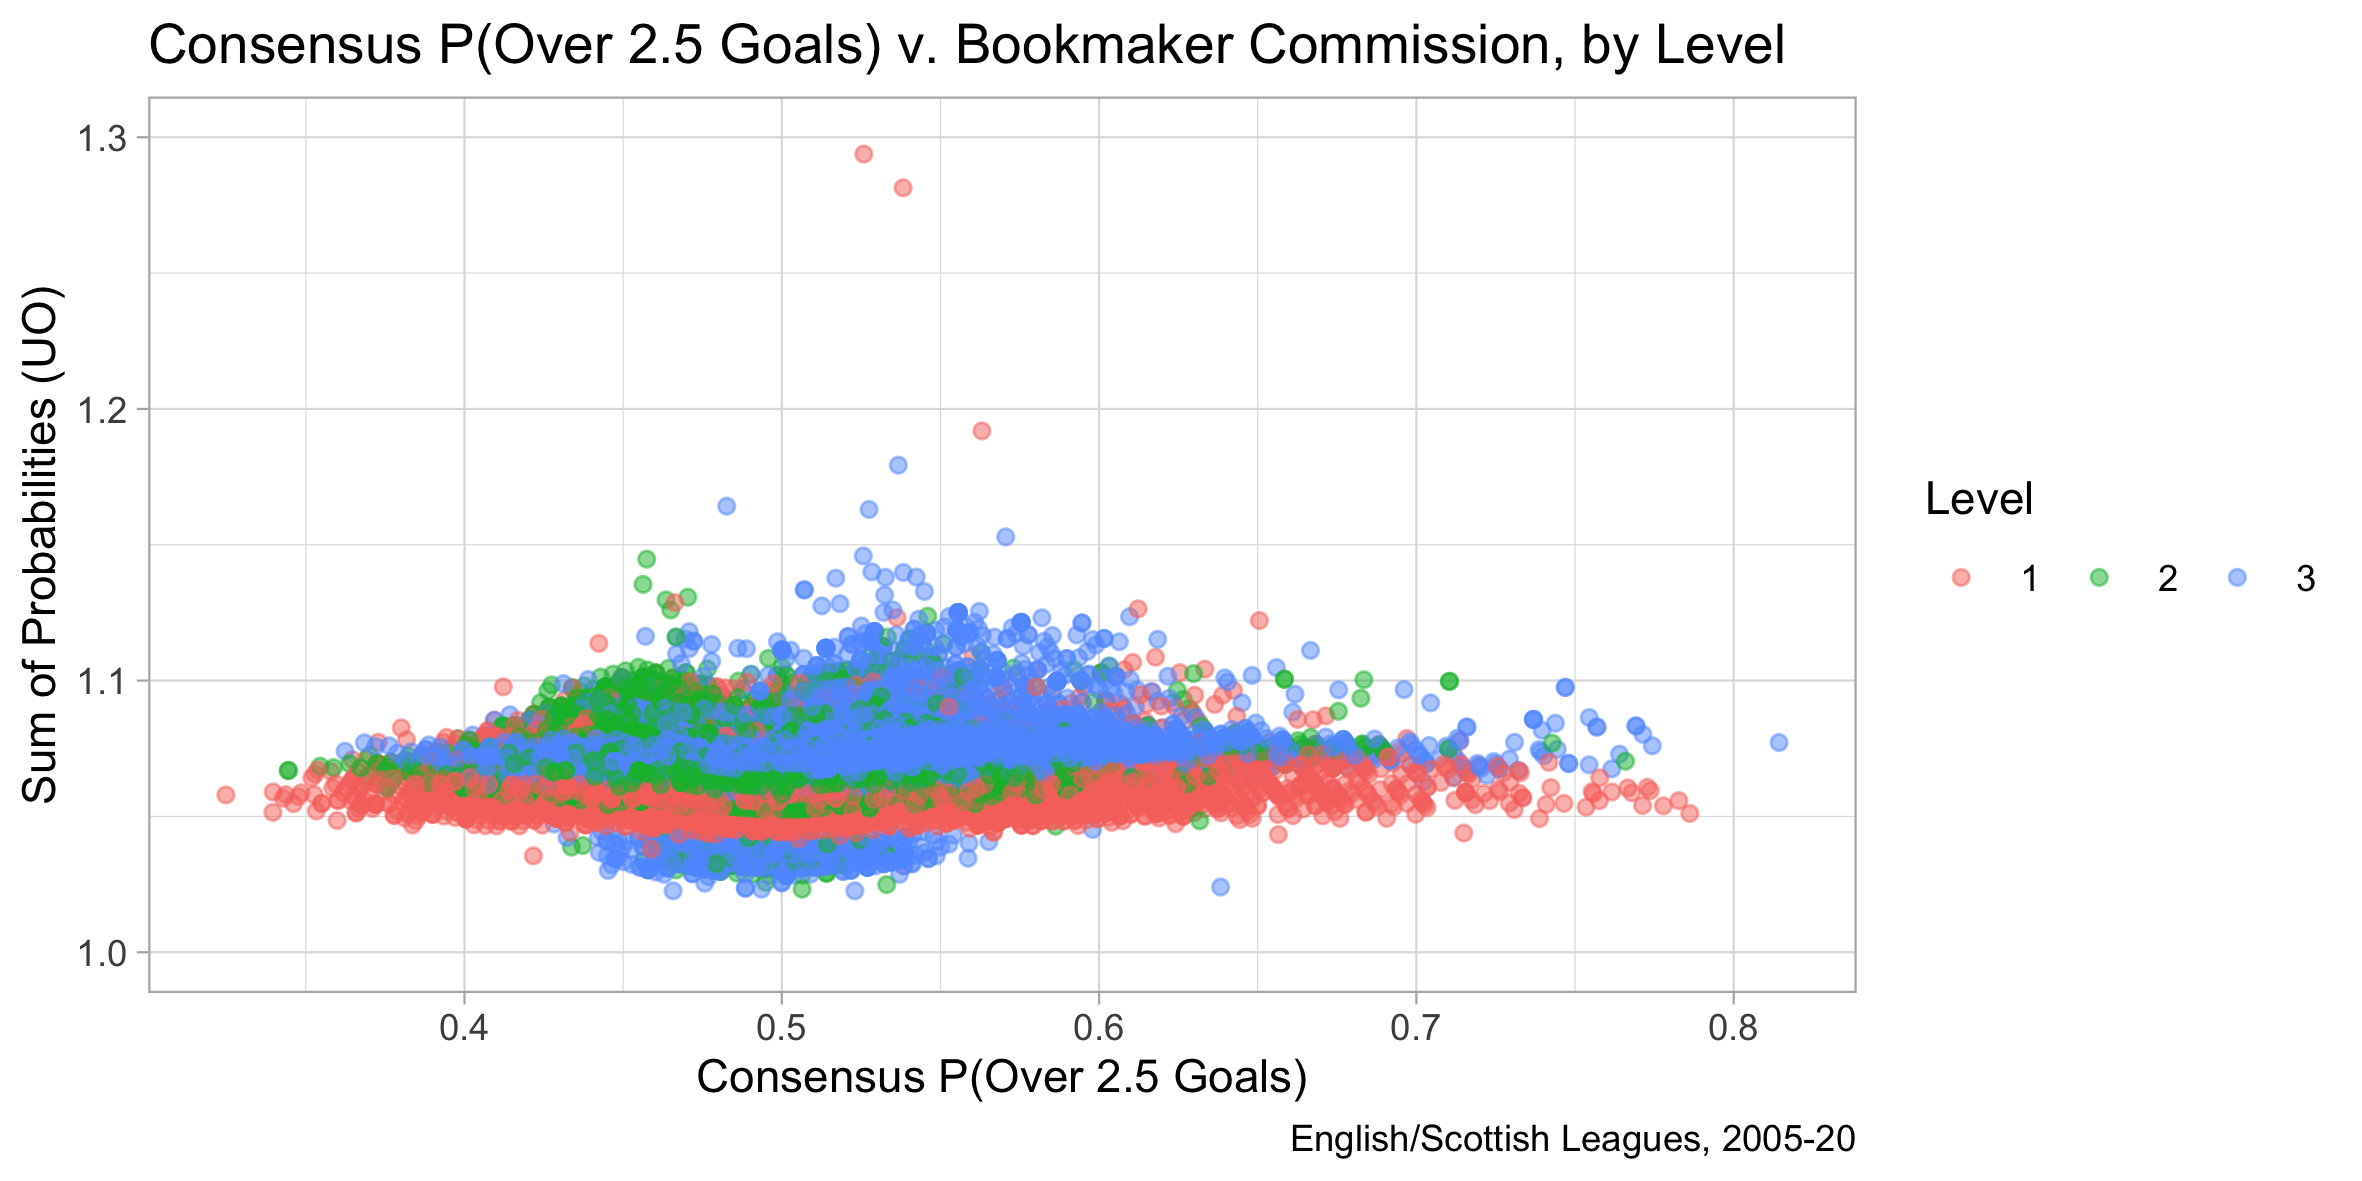 Consensus P(Over 2.5 Goals) v. Bookmaker Commission, by Level
Sum of Probabilities (UO)
1.3
1.2
1.1
1.0
0.4 0.5 0.6 0.7 0.8
Consensus P(Over 2.5 Goals)
English/Scottish Leagues, 2005-20
Level
1 2 3